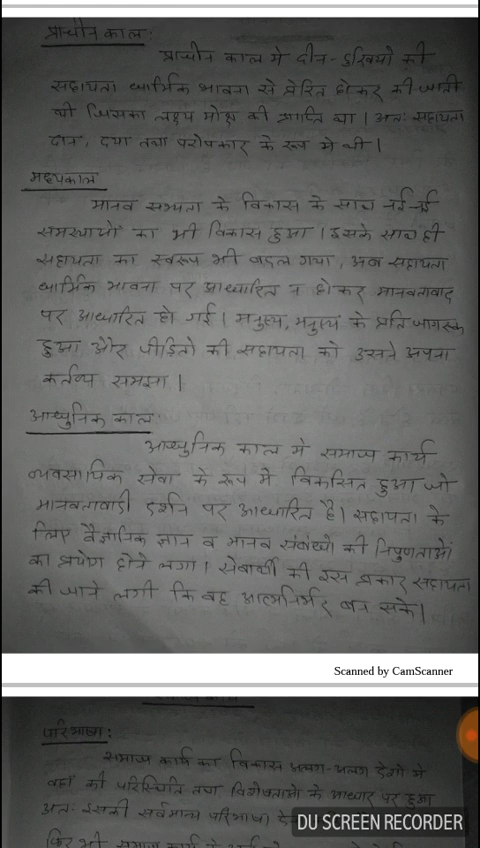 प्राचीन काल:
प्राचीन काल मे दीन-दुखियो की
सहायता धार्मिक भावना से प्रेरित होकर की जाती
थी जिसका लक्ष्य मोक्ष की प्राप्ति था। अतः सहायता
दान, दया तथा परोपकार के रूप मे थी।
मध्यकाल
मानव सभ्यता के विकास के साथ नई-नई
समस्याओं का भी विकास हुआ। इसके साथ ही
सहायता का स्वरूप भी बदल गया, अब सहायता
धार्मिक भावना पर आधारित न होकर मानवतावाद
पर आधारित हो गई। मनुष्य, मनुष्य के प्रति जागरूक
हुआ और पीडितो की सहायता को उसने अपना
कर्तव्य समझा।
आधुनिक काल
आधुनिक काल मे समाज कार्य
व्यवसायिक सेवा के रूप मे विकसित हुआ जो
मानवतावादी दर्शन पर आधारित है। सहायता के
लिए वैज्ञानिक ज्ञान व मानव संबंधो की निपुणताओं
का प्रयोग होने लगा। सेवार्थी की इस प्रकार सहायता
की जाने लगी कि वह आत्मनिर्भर बन सके।
Scanned by CamScanner
परिभाषा:
समाज कार्य का विकास अलग-अलग देशो मे
वहाँ की परिस्थिति तथा विशेषताओ के आधार पर हुआ
अतः इसकी सर्वमान्य परिभाषा
DU SCREEN RECORDER
फिर भी समाज कार्य